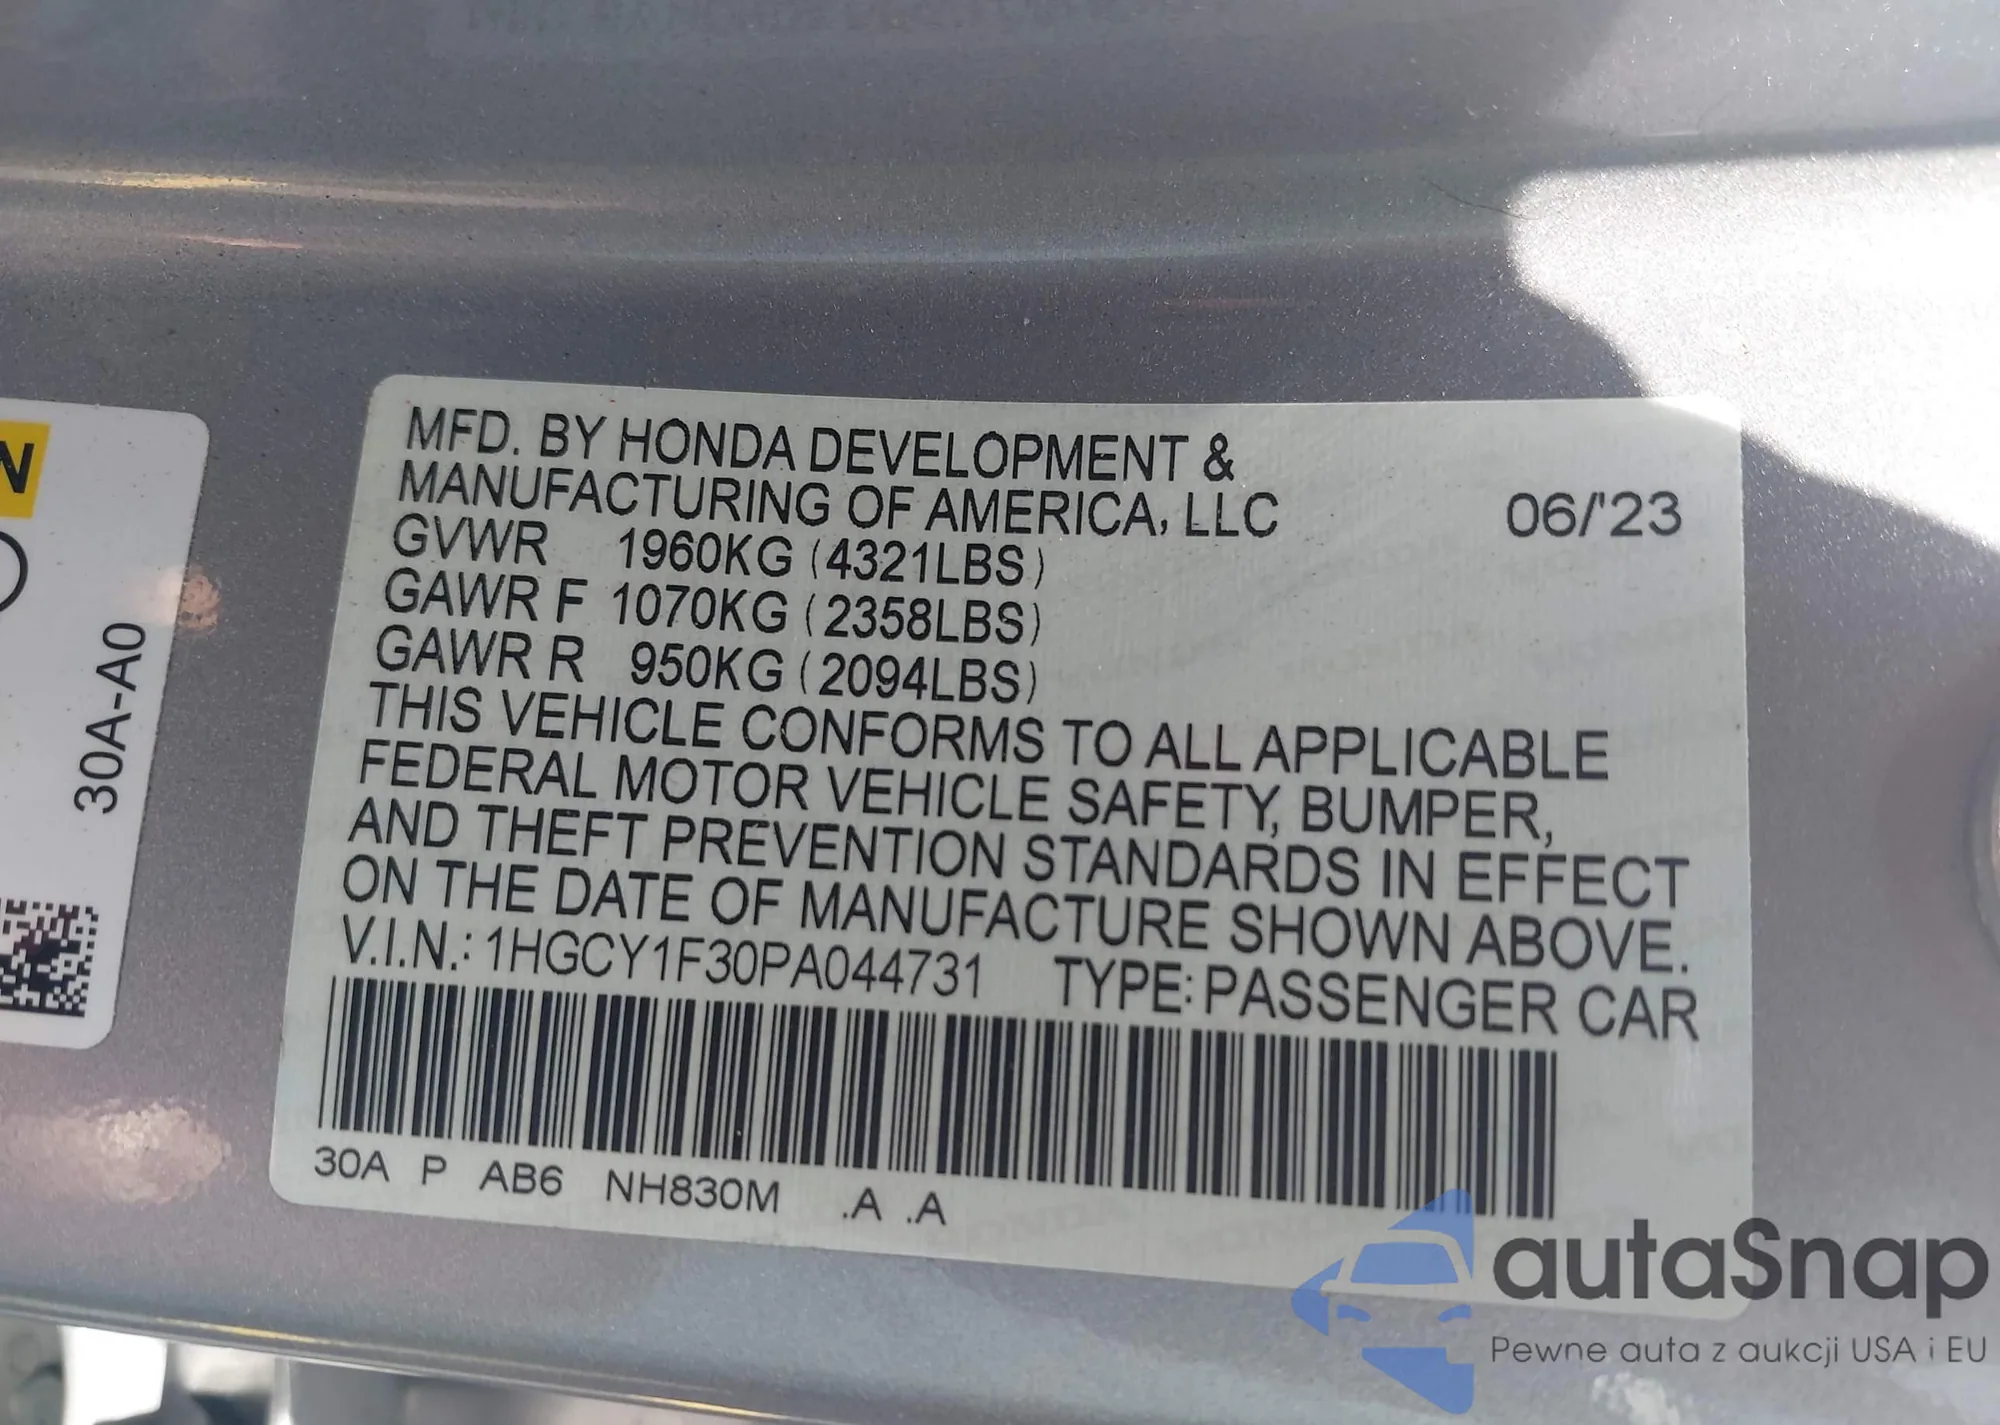 MFD. BY HONDA DEVELOPMENT &
MANUFACTURING OF AMERICA, LLC 06/'23
GVWR 1960KG (4321LBS)
GAWR F 1070KG (2358LBS)
GAWR R 950KG (2094LBS)
THIS VEHICLE CONFORMS TO ALL APPLICABLE
FEDERAL MOTOR VEHICLE SAFETY, BUMPER,
AND THEFT PREVENTION STANDARDS IN EFFECT
ON THE DATE OF MANUFACTURE SHOWN ABOVE.
V.I.N.: 1HGCY1F30PA044731 TYPE: PASSENGER CAR
30A P AB6 NH830M .A .A
N
30A-A0
autaSnap
Pewne auta z aukcji USA i EU